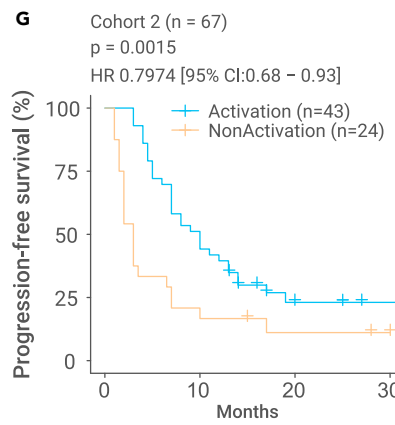 G
Cohort 2 (n = 67)
p = 0.0015
HR 0.7974 [95% CI:0.68 – 0.93]
Activation (n=43)
NonActivation (n=24)
Progression-free survival (%)
100
75
50
25
0
0 10 20 30
Months